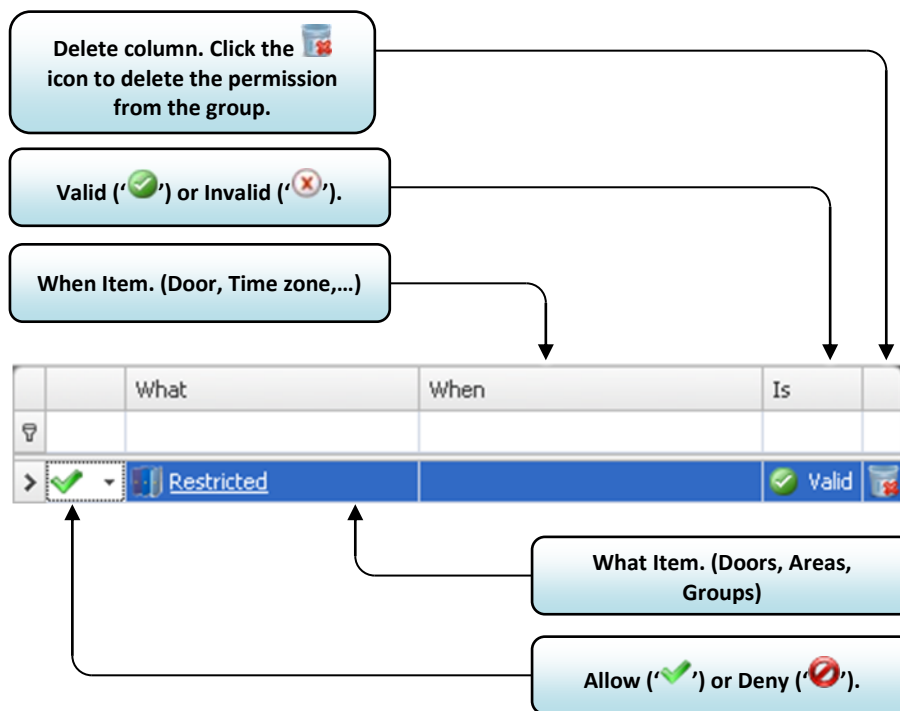 Delete column. Click the
icon to delete the permission
from the group.
Valid (‘ ’) or Invalid (‘ ’).
When Item. (Door, Time zone,...)
What When Is
Restricted Valid
What Item. (Doors, Areas,
Groups)
Allow (‘ ’) or Deny (‘ ’).